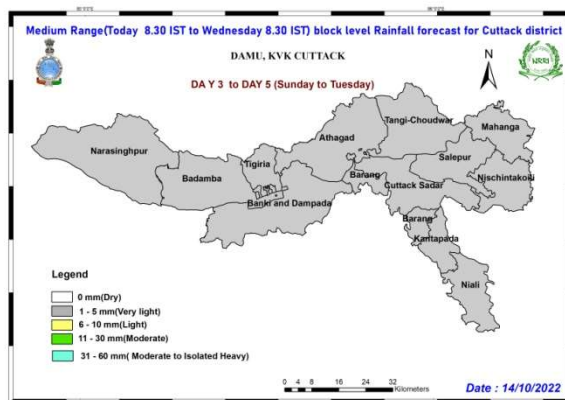 Medium Range(Today 8.30 IST to Wednesday 8.30 IST) block level Rainfall forecast for Cuttack district
DAMU, KVK CUTTACK
N
NRRI
DA Y 3 to DAY 5 (Sunday to Tuesday)
Tangi-Choudwar
Mahanga
Athagad
Narasinghpur
Salepur
Tigiria
Badamba
Barang
Nischintakoili
Cuttack Sadar
Banki and Dampada
Barang
Kantapada
Niali
Legend
0 mm(Dry)
1 - 5 mm(Very light)
6 - 10 mm(Light)
11 - 30 mm(Moderate)
31 - 60 mm( Moderate to Isolated Heavy)
0 4 8 16 24 32
Kilometers
Date : 14/10/2022